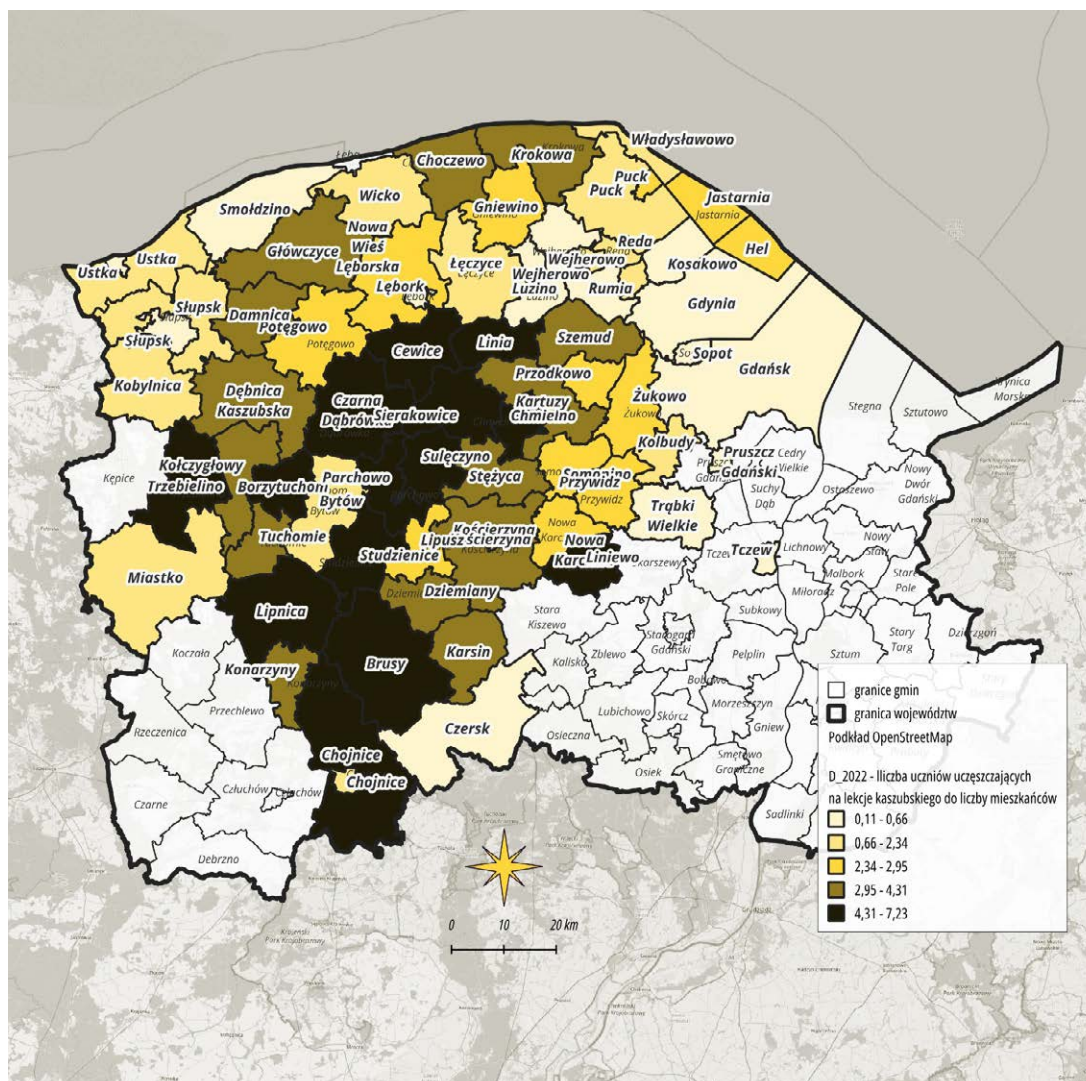 Władysławowo
Choczewo
Krokowa
Puck
Puck
Jastarnia
Jastarnia
Wicko
Gniewino
Gniewino
Smołdzino
Nowa
Wieś
Lęborska
Główczyce
Reda
Hel
Ustka
Ustka
Łęczyce
Łęczyce
Wejherowo
Wejherowo
Kosakowo
Lębork
Luzino
Luzino
Rumia
Słupsk
Gdynia
Damnica
Potęgowo
Potęgowo
Słupsk
Cewice
Linia
Szemud
Sopot
Gdańsk
Kobylnica
Dębnica
Kaszubska
Przodkowo
Czarna
Dąbrówka
Sierakowice
Kartuzy
Chmielno
Żukowo
Żukowo
Stegna
Sztutowo
Krynica
Morska
Kolbudy
Kępice
Kołczygłowy
Trzebielino
Sulęczyno
Stężyca
Somonino
Przywidz
Przywidz
Pruszcz
Gdański
Cedry
Wielkie
Suchy
Dąb
Nowy
Dwór
Gdański
Ostaszewo
Borzytuchom
Parchowo
Bytów
Bytów
Trąbki
Wielkie
Tuchomie
Kościerzyna
Lipusz
Studzienice
Nowa
Nowa
Liniewo
Skarszewy
Tczew
Tczew
Lichnowy
Nowy
Staw
Malbork
Stare
Pole
Miastko
Dziemiany
Miłoradz
Lipnica
Stara
Kiszewa
Subkowy
Stary
Targ
Dzierzgoń
Koczała
Konarzyny
Brusy
Karsin
Kaliska
Zblewo
Starogard
Gdański
Pelplin
Sztum
Przechlewo
Bobowo
Lubichowo
Skórcz
Morzeszczyn
Gniew
Rzeczenica
Czersk
Osieczna
Osiek
Smętowo
Graniczne
Chojnice
Chojnice
Człuchów
Człuchów
Czarne
Sadlinki
Debrzno
granice gmin
granica województw
Podkład OpenStreetMap
D_2022 - lliczba uczniów uczęszczających
na lekcje kaszubskiego do liczby mieszkańców
0,11 - 0,66
0,66 - 2,34
2,34 - 2,95
2,95 - 4,31
4,31 - 7,23
0 10 20 km